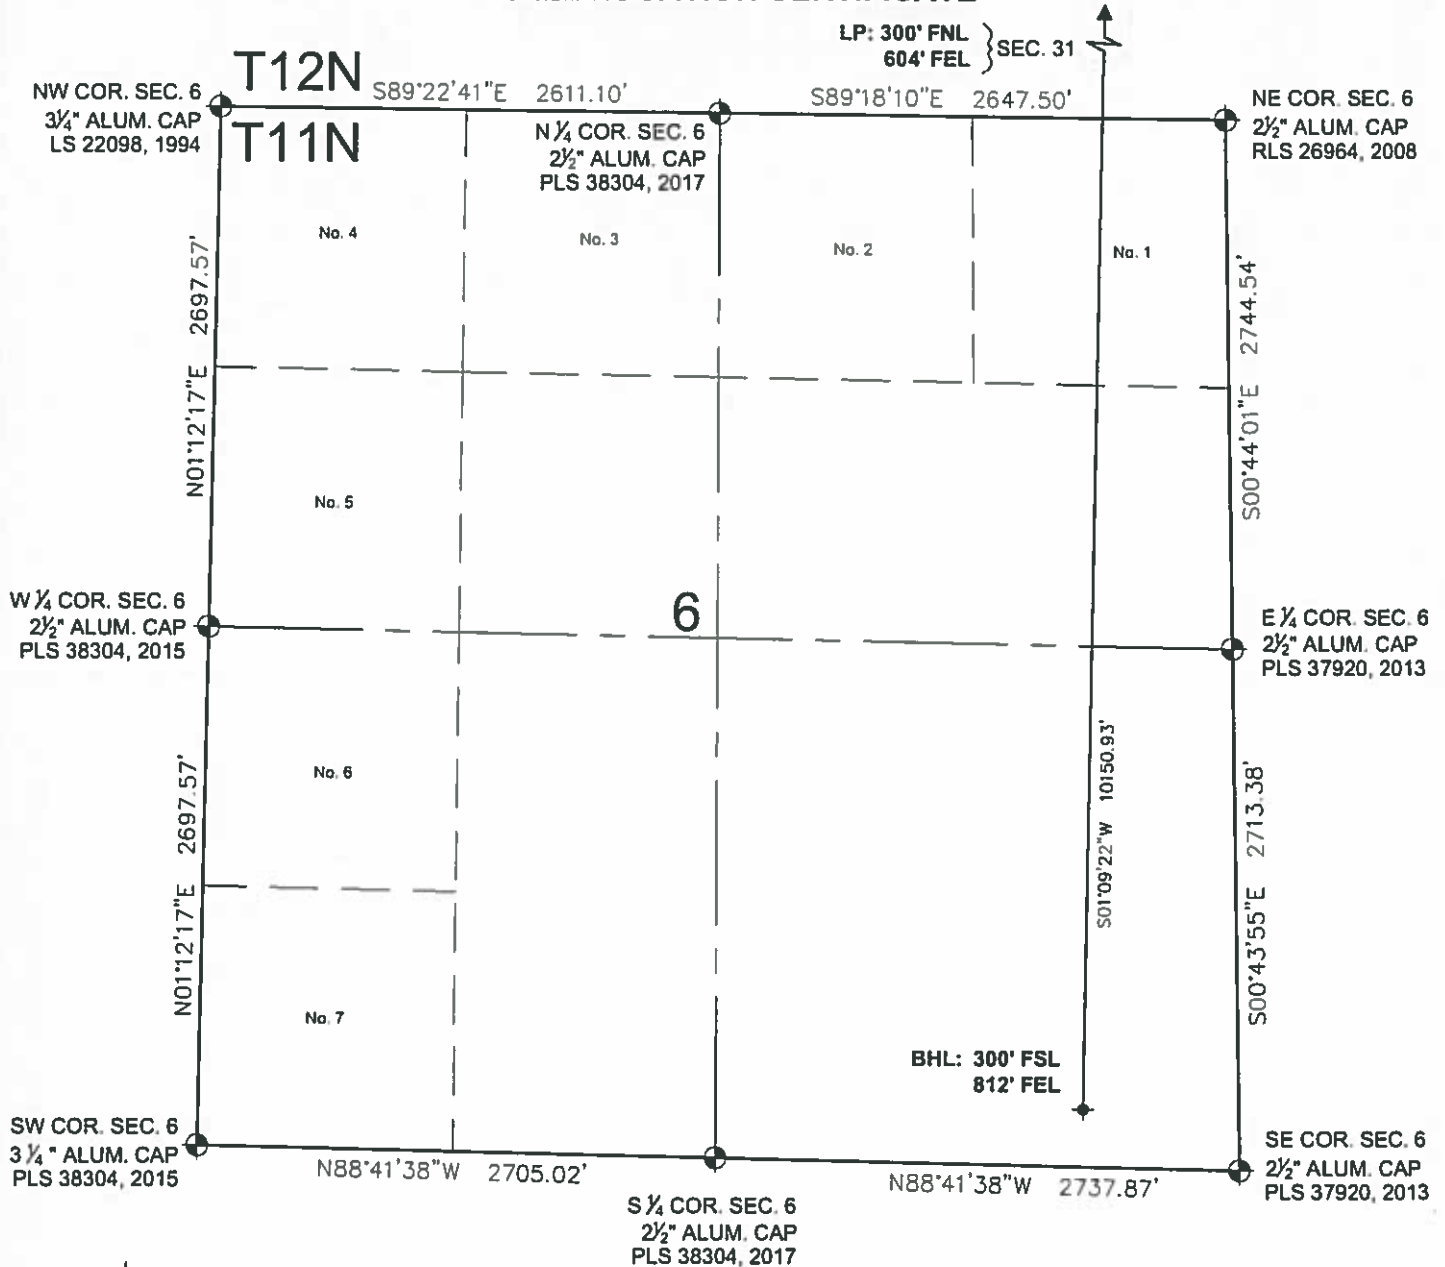 LP: 300' FNL
604' FEL
SEC. 31
T12N
S89°22'41"E 2611.10'
S89°18'10"E 2647.50'
NW COR. SEC. 6
3¼" ALUM. CAP
LS 22098, 1994
T11N
N ¼ COR. SEC. 6
2½" ALUM. CAP
PLS 38304, 2017
NE COR. SEC. 6
2½" ALUM. CAP
RLS 26964, 2008
No. 4
No. 3
No. 2
No. 1
N01°12'17"E 2697.57'
S00°44'01"E 2744.54'
No. 5
W ¼ COR. SEC. 6
2½" ALUM. CAP
PLS 38304, 2015
6
E ¼ COR. SEC. 6
2½" ALUM. CAP
PLS 37920, 2013
No. 6
N01°12'17"E 2697.57'
S01°09'22"W 10150.93'
S00°43'55"E 2713.38'
No. 7
BHL: 300' FSL
812' FEL
SW COR. SEC. 6
3 ¼" ALUM. CAP
PLS 38304, 2015
N88°41'38"W 2705.02'
N88°41'38"W 2737.87'
SE COR. SEC. 6
2½" ALUM. CAP
PLS 37920, 2013
S ¼ COR. SEC. 6
2½" ALUM. CAP
PLS 38304, 2017